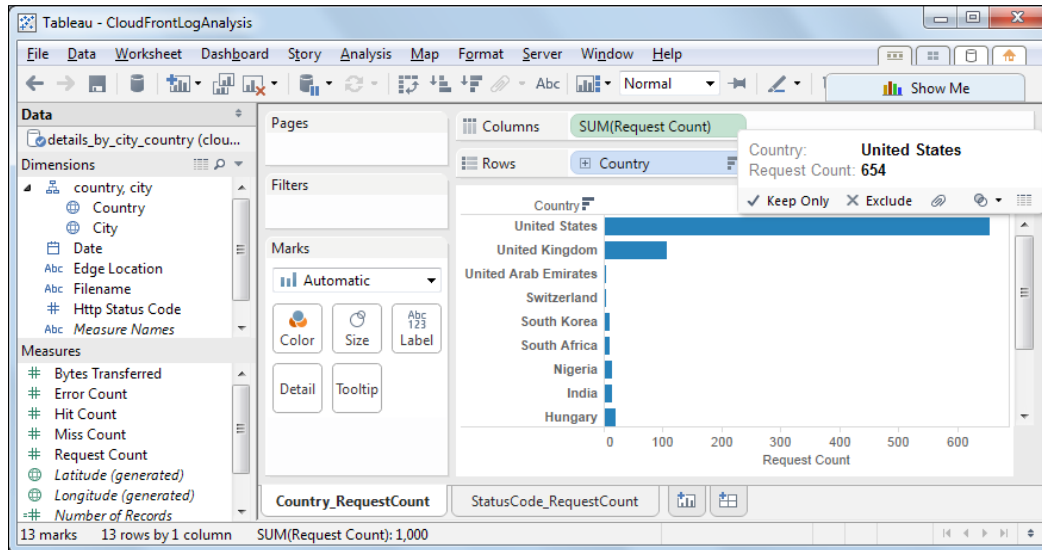 Tableau - CloudFrontLogAnalysis
File Data Worksheet Dashboard Story Analysis Map Format Server Window Help
Abc Normal Show Me
Data
details_by_city_country (clou...
Dimensions
country, city
Country
City
Date
Abc Edge Location
Abc Filename
# Http Status Code
Abc Measure Names
Measures
# Bytes Transferred
# Error Count
# Hit Count
# Miss Count
# Request Count
Latitude (generated)
Longitude (generated)
=# Number of Records
Pages
Filters
Marks
Automatic
Color Size Abc 123 Label
Detail Tooltip
Columns SUM(Request Count)
Rows Country
Country: United States
Request Count: 654
Keep Only Exclude
Country
United States
United Kingdom
United Arab Emirates
Switzerland
South Korea
South Africa
Nigeria
India
Hungary
0 100 200 300 400 500 600
Request Count
Country_RequestCount StatusCode_RequestCount
13 marks 13 rows by 1 column SUM(Request Count): 1,000